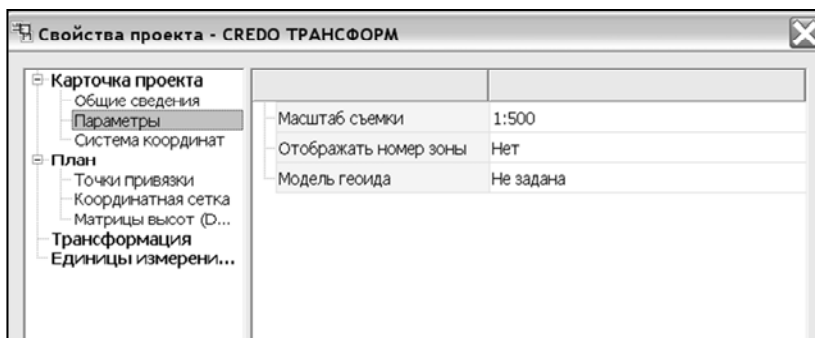 Свойства проекта - CREDO ТРАНСФОРМ
Карточка проекта
Общие сведения
Параметры
Система координат
План
Точки привязки
Координатная сетка
Матрицы высот (D...
Трансформация
Единицы измерени...
Масштаб съемки 1:500
Отображать номер зоны Нет
Модель геоида Не задана